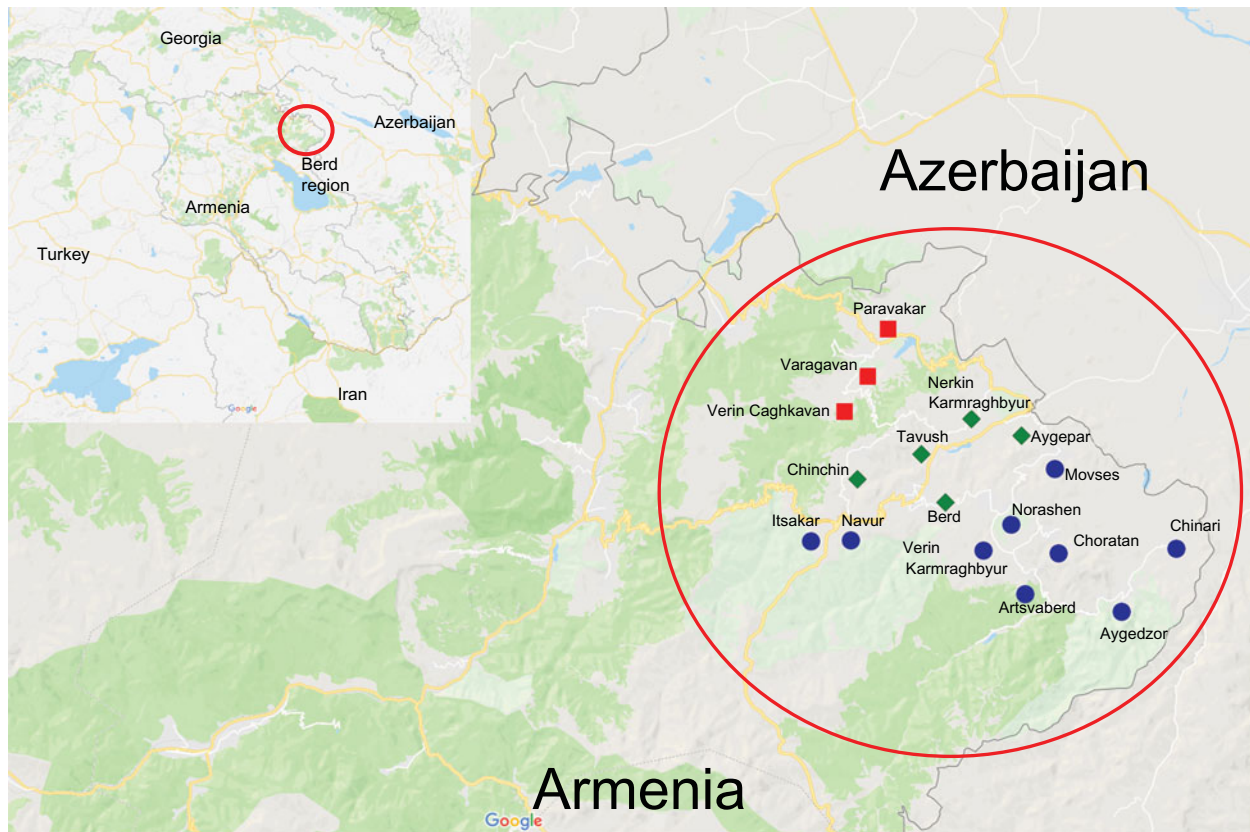 Georgia
Azerbaijan
Berd
region
Armenia
Turkey
Iran
Google
Azerbaijan
Paravakar
Varagavan
Verin Caghkavan
Nerkin
Karmraghbyur
Tavush
Aygepar
Chinchin
Movses
Berd
Itsakar
Navur
Norashen
Chinari
Verin
Karmraghbyur
Choratan
Artsvaberd
Aygedzor
Armenia
Google